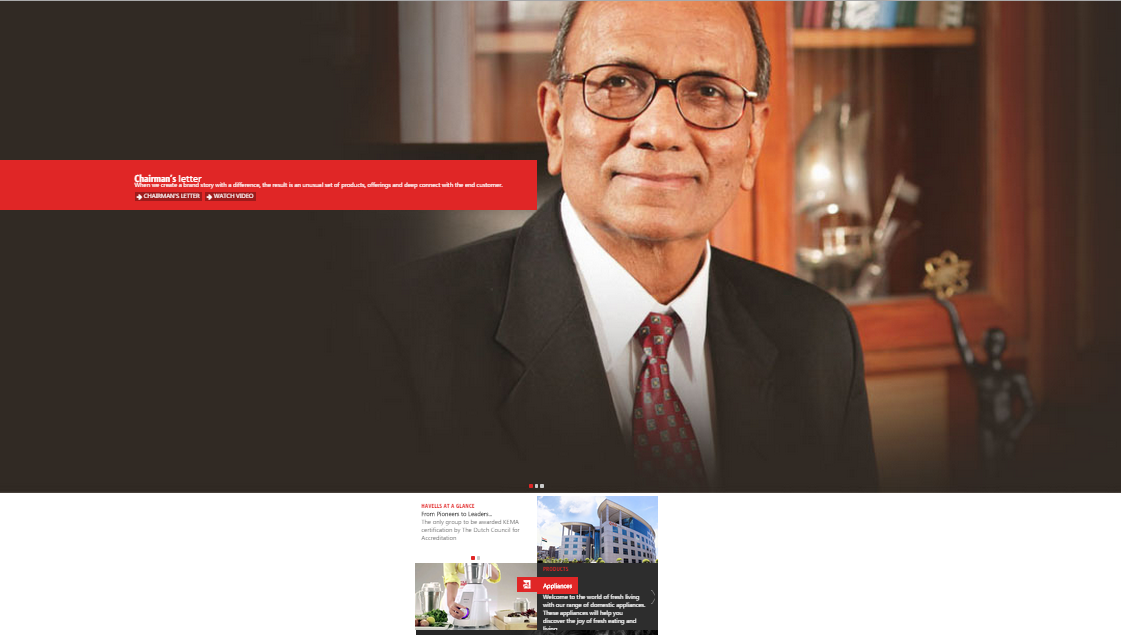 Chairman's letter
When we create a brand story with a difference, the result is an unusual set of products, offerings and deep connect with the end customer.
CHAIRMAN'S LETTER WATCH VIDEO
HAVELLS AT A GLANCE
From Pioneers to Leaders...
The only group to be awarded KEMA
certification by The Dutch Council for
Accreditation
PRODUCTS
Appliances
Welcome to the world of fresh living
with our range of domestic appliances.
These appliances will help you
discover the joy of fresh eating and
living.